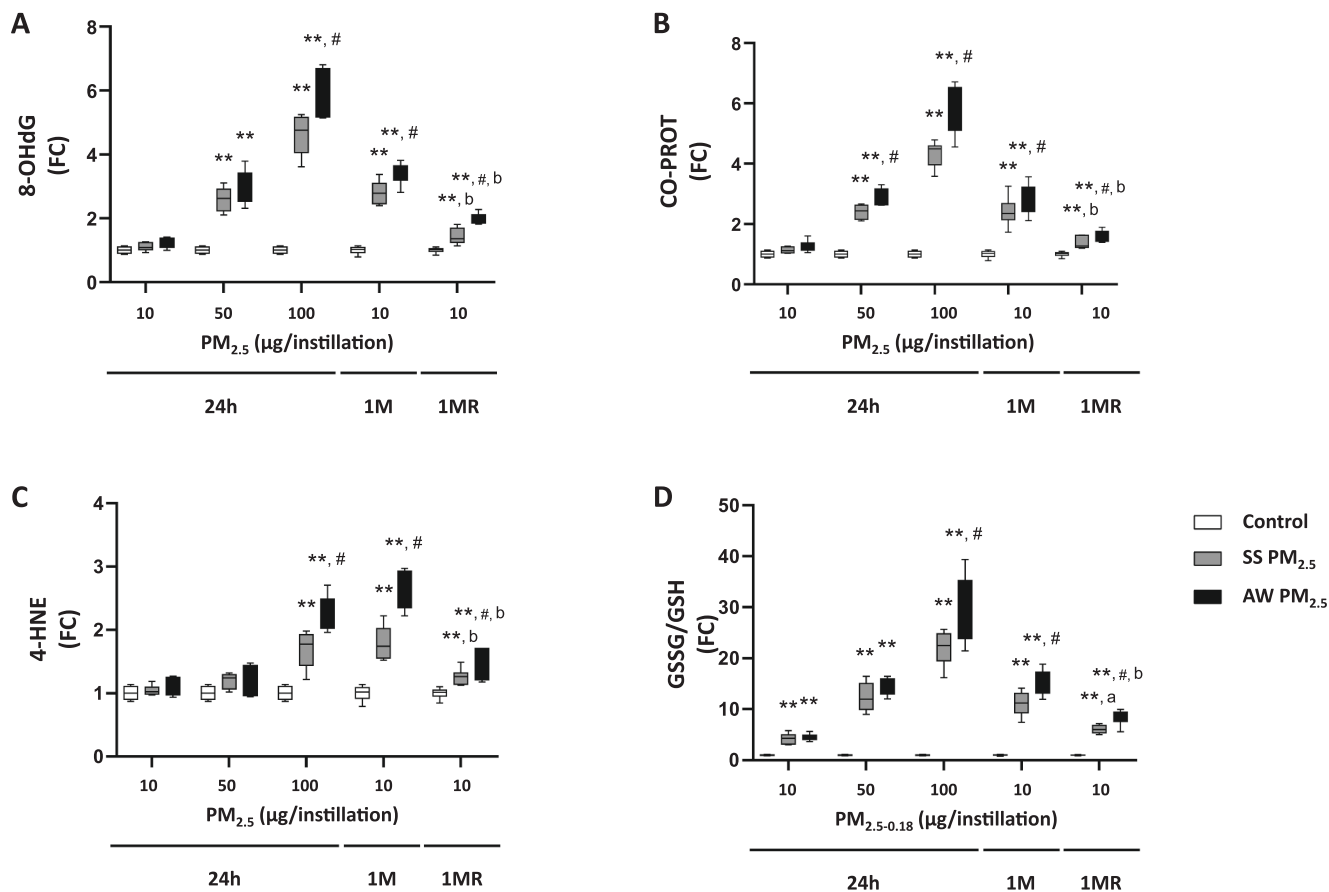 A
8-OHdG
(FC)
8
6
4
2
0
**
**
**
**, #
**
**, #
**, b
**, #, b
10
50
100
10
10
PM2.5 (µg/instillation)
24h
1M
1MR
B
CO-PROT
(FC)
8
6
4
2
0
**
**, #
**
**, #
**
**, #
**, b
**, #, b
10
50
100
10
10
PM2.5 (µg/instillation)
24h
1M
1MR
C
4-HNE
(FC)
4
3
2
1
0
**
**, #
**
**, #
**, b
**, #, b
10
50
100
10
10
PM2.5 (µg/instillation)
24h
1M
1MR
D
GSSG/GSH
(FC)
50
40
30
20
10
0
**
**
**
**
**
**, #
**
**, #
**, a
**, #, b
10
50
100
10
10
PM2.5-0.18 (µg/instillation)
24h
1M
1MR
Control
SS PM2.5
AW PM2.5